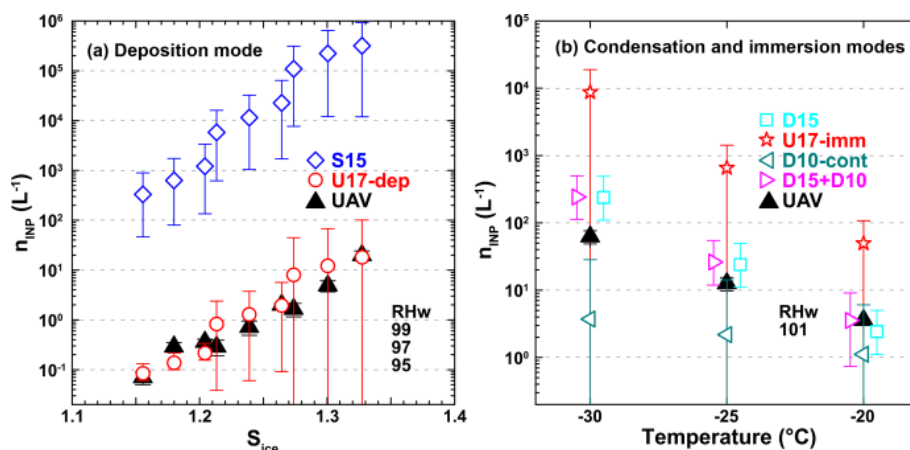 (a) Deposition mode
n_INP (L⁻¹)
10⁶
10⁵
10⁴
10³
10²
10¹
10⁰
10⁻¹
S15
U17-dep
UAV
RHw
99
97
95
1.1 1.2 1.3 1.4
S_ice
(b) Condensation and immersion modes
n_INP (L⁻¹)
10⁵
10⁴
10³
10²
10¹
10⁰
D15
U17-imm
D10-cont
D15+D10
UAV
RHw
101
-30 -25 -20
Temperature (°C)